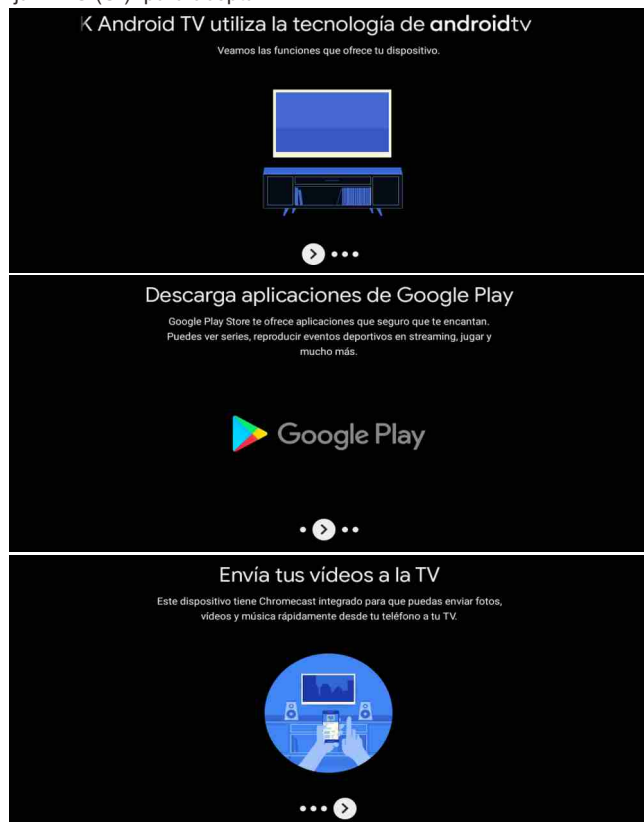 K Android TV utiliza la tecnología de androidtv
Veamos las funciones que ofrece tu dispositivo.
Descarga aplicaciones de Google Play
Google Play Store te ofrece aplicaciones que seguro que te encantan.
Puedes ver series, reproducir eventos deportivos en streaming, jugar y
mucho más.
Google Play
Envía tus vídeos a la TV
Este dispositivo tiene Chromecast integrado para que puedas enviar fotos,
vídeos y música rápidamente desde tu teléfono a tu TV.